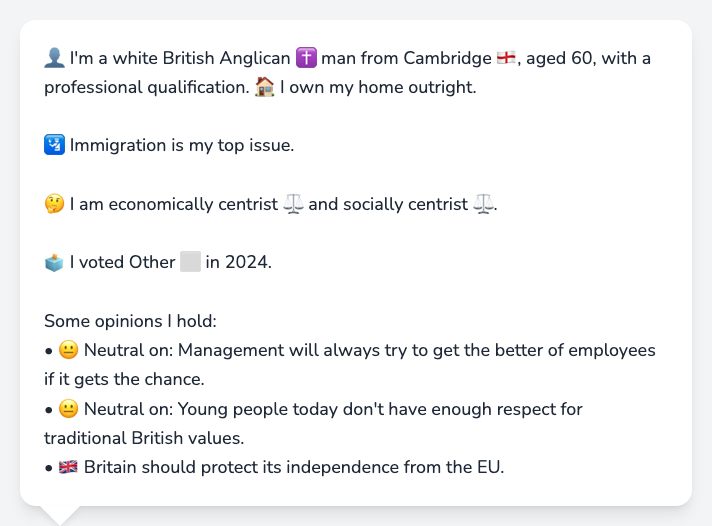 👤 I'm a white British Anglican ✝️ man from Cambridge 🏴󠁧󠁢󠁥󠁮󠁧󠁿, aged 60, with a
professional qualification. 🏠 I own my home outright.
🛂 Immigration is my top issue.
🤔 I am economically centrist ⚖️ and socially centrist ⚖️.
🗳️ I voted Other ⬜ in 2024.
Some opinions I hold:
• 😐 Neutral on: Management will always try to get the better of employees
if it gets the chance.
• 😐 Neutral on: Young people today don't have enough respect for
traditional British values.
• 🇬🇧 Britain should protect its independence from the EU.